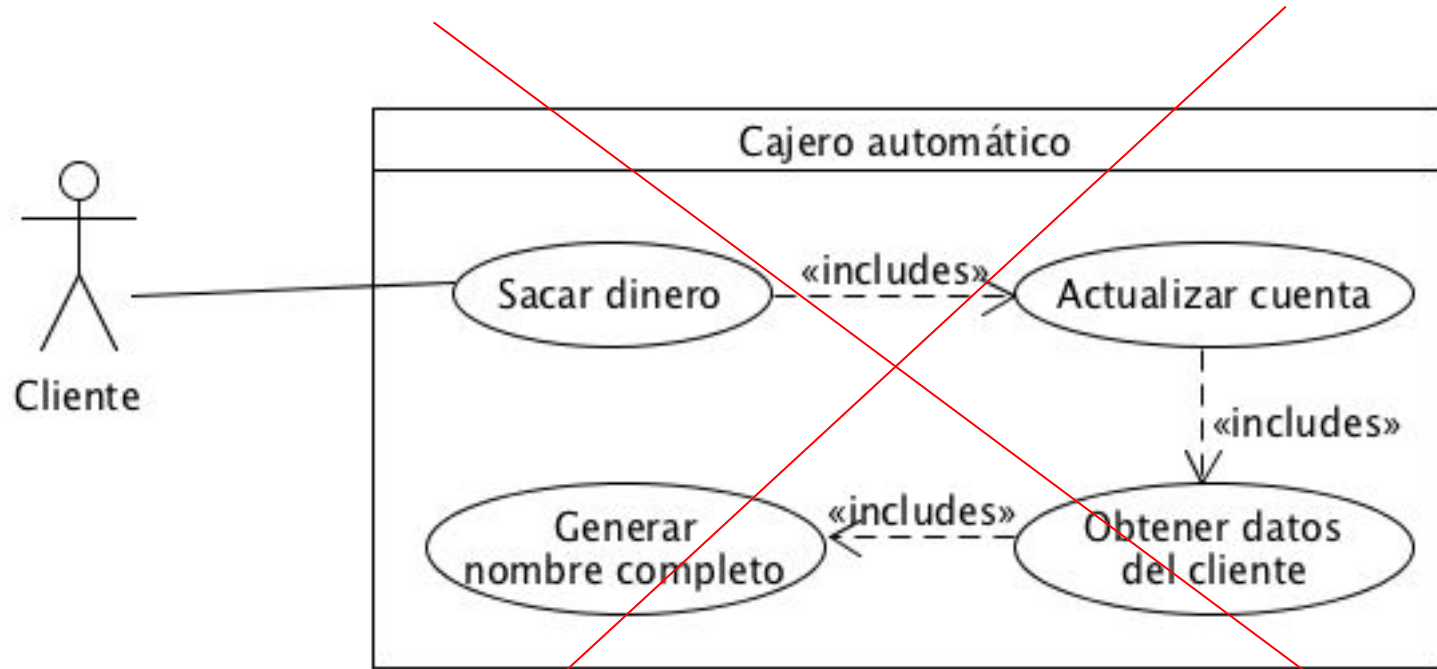 Cajero automático
Cliente
Sacar dinero
«includes»
Actualizar cuenta
«includes»
Obtener datos
del cliente
«includes»
Generar
nombre completo